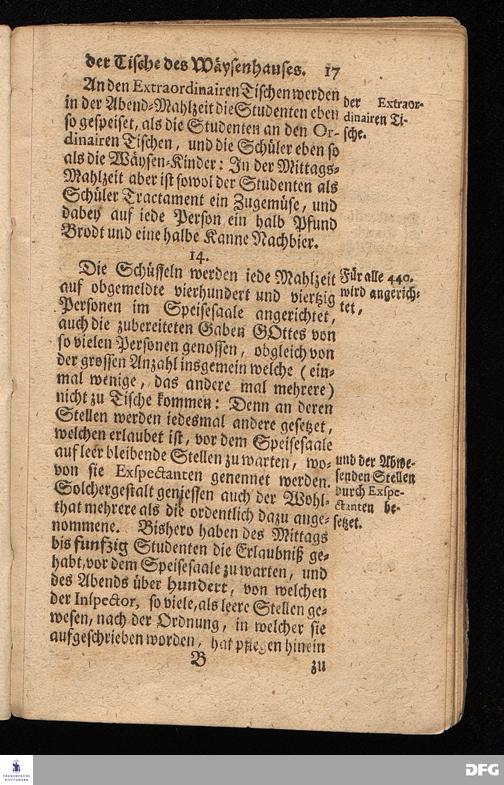 der Tische des Wäysenhauses. 17
An den Extraordinairen Tischen werden
in der Abend-Mahlzeit die Studenten eben
so gespeiset, als die Studenten an den Or-
dinairen Tischen, und die Schüler eben so
als die Wäysen-Kinder: In der Mittags-
Mahlzeit aber ist sowol der Studenten als
Schüler Tractament ein Zugemüse, und
dabey auf iede Person ein halb Pfund
Brodt und eine halbe Kanne Nachbier.
der Extraor-
dinairen Ti-
sche.
14.
Die Schüsseln werden iede Mahlzeit
auf obgemeldte vierhundert und viertzig
Personen im Speisesaale angerichtet,
auch die zubereiteten Gaben GOttes von
so vielen Personen genossen, obgleich von
der grossen Anzahl insgemein welche (ein-
mal wenige, das andere mal mehrere)
nicht zu Tische kommen: Denn an deren
Stellen werden iedesmal andere gesetzet,
welchen erlaubet ist, vor dem Speisesaale
auf leer bleibende Stellen zu warten, wo-
von sie Exspectanten genennet werden.
Solchergestalt geniessen auch der Wohl-
that mehrere als die ordentlich dazu ange-
nommene. Bishero haben des Mittags
bis funfzig Studenten die Erlaubniß ge-
habt, vor dem Speisesaale zu warten, und
des Abends über hundert, von welchen
der Inspector, so viele, als leere Stellen ge-
wesen, nach der Ordnung, in welcher sie
aufgeschrieben worden, hat pflegen hinein
Für alle 440.
wird angerich-
tet,
und der Abwe-
senden Stellen
durch Exspe-
ctanten be-
setzet.
B
zu
FRANCKESCHE
STIFTUNGEN
DFG